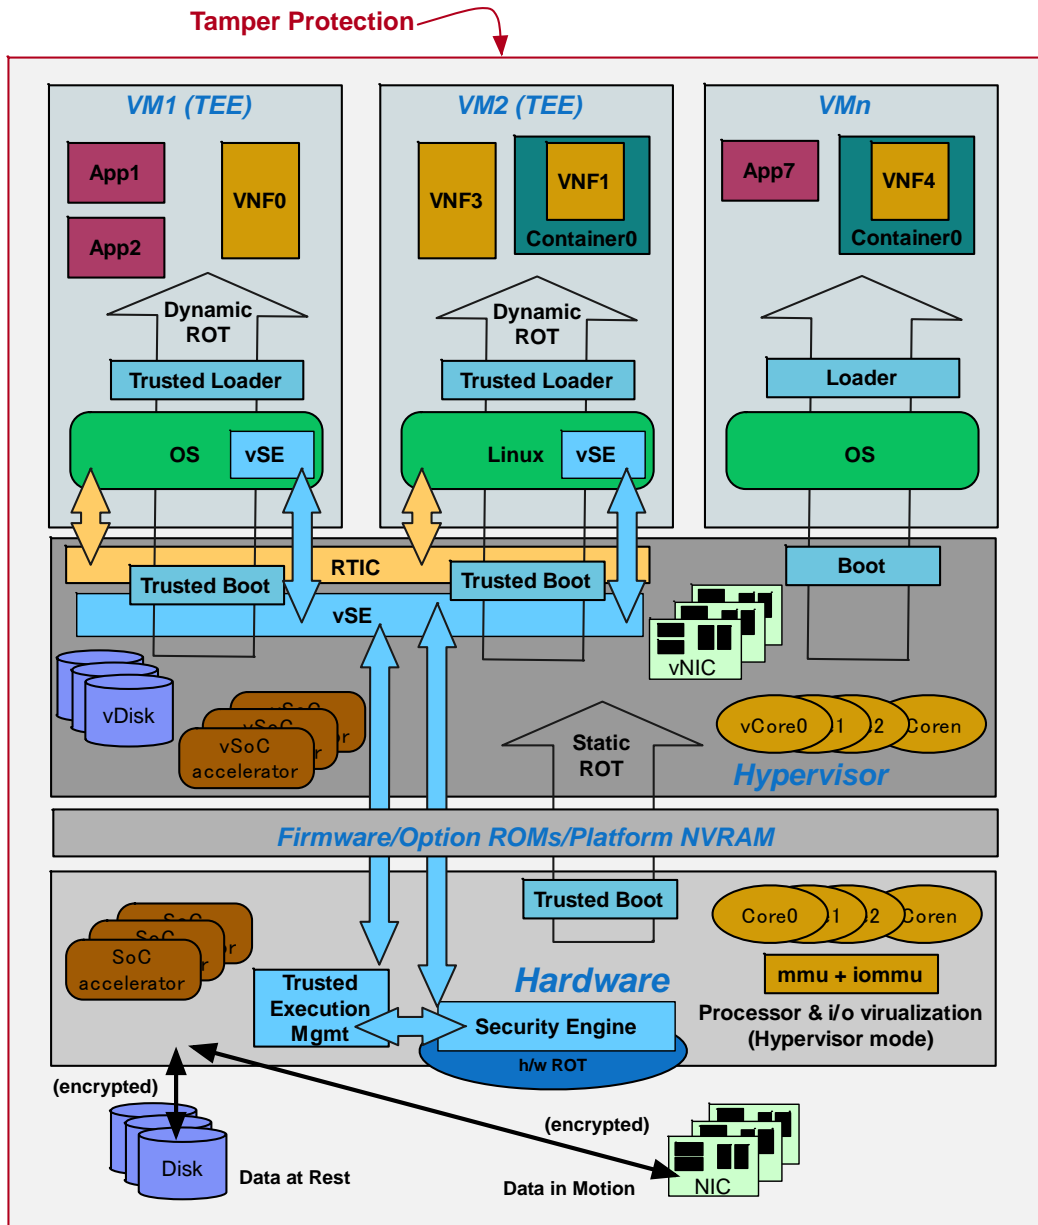 Tamper Protection
VM1 (TEE)
VM2 (TEE)
VMn
App1
VNF0
App2
VNF3
VNF1
Container0
App7
VNF4
Container0
Dynamic
ROT
Dynamic
ROT
Trusted Loader
Trusted Loader
Loader
OS
vSE
Linux
vSE
OS
RTIC
Trusted Boot
Trusted Boot
Boot
vSE
vNIC
vDisk
vSoC
vSoC
vSoC
accelerator
Static
ROT
vCore0
Coren
Hypervisor
Firmware/Option ROMs/Platform NVRAM
Trusted Boot
SoC
SoC
SoC
accelerator
Core0
Coren
mmu + iommu
Processor & i/o virualization
(Hypervisor mode)
Hardware
Trusted
Execution
Mgmt
Security Engine
h/w ROT
(encrypted)
(encrypted)
Disk
Data at Rest
Data in Motion
NIC